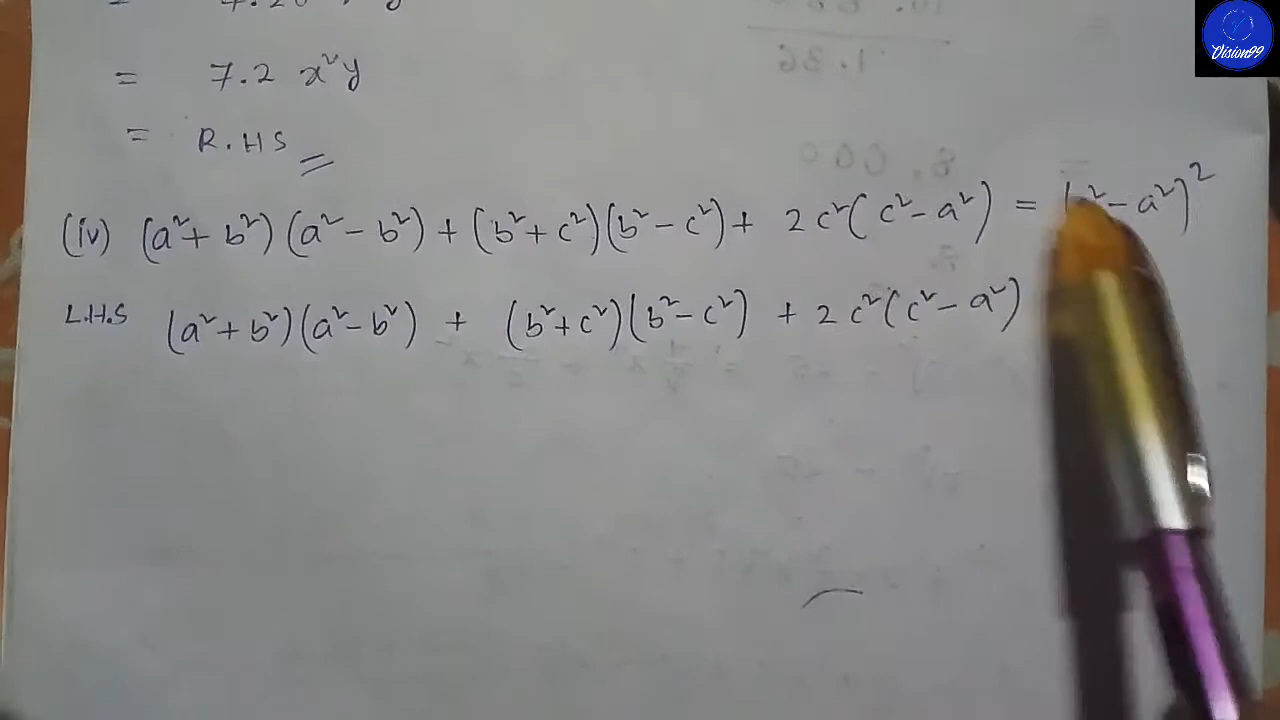 Vision99
= 7.2 x²y
= R.HS
(iv) (a²+ b²)(a² - b²) + (b² + c²)(b² - c²) + 2c²(c² - a²) = ² - a²)²
L.H.S (a² + b²)(a² - b²) + (b² + c²)(b² - c²) + 2c²(c² - a²)